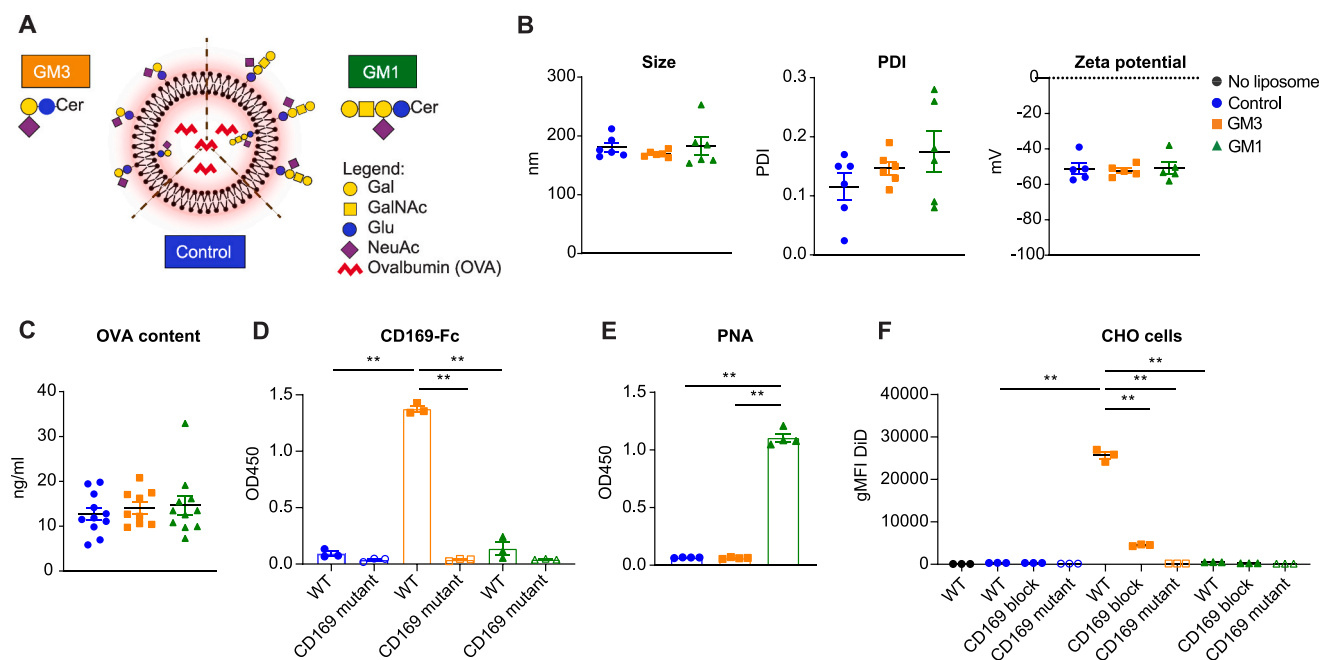 A
GM3
Cer
GM1
Cer
Legend:
Gal
GalNAc
Glu
NeuAc
Ovalbumin (OVA)
Control
B
Size
300
200
100
0
nm
PDI
0.3
0.2
0.1
0.0
PDI
Zeta potential
0
-20
-40
-60
-80
-100
mV
No liposome
Control
GM3
GM1
C
OVA content
40
30
20
10
0
ng/ml
D
CD169-Fc
**
**
**
1.5
1.0
0.5
0.0
OD450
WT
CD169 mutant
WT
CD169 mutant
WT
CD169 mutant
E
PNA
**
**
1.5
1.0
0.5
0.0
OD450
F
CHO cells
**
**
**
**
40000
30000
20000
10000
0
gMFI DiD
WT
WT
CD169 block
CD169 mutant
WT
CD169 block
CD169 mutant
WT
CD169 block
CD169 mutant